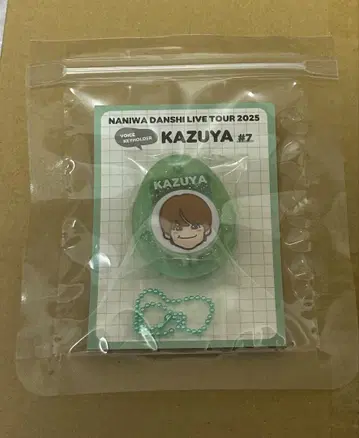 NANIWA DANSHI LIVE TOUR 2025
VOICE
KEYHOLDER
KAZUYA #7
KAZUYA